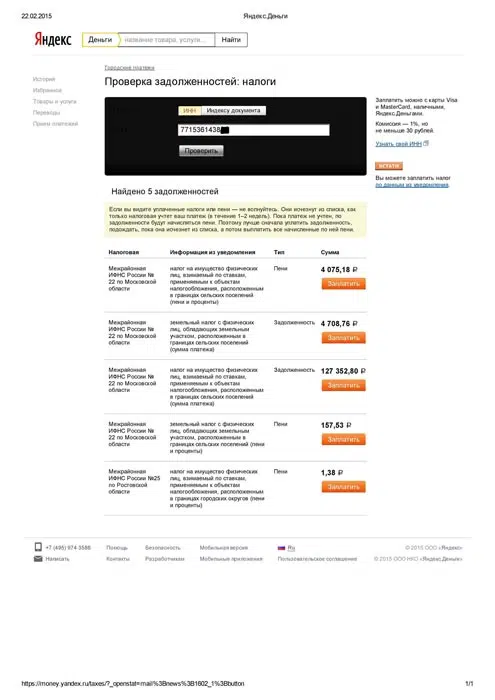 22.02.2015
Яндекс.Деньги
Яндекс
Деньги
название товара, услуги...
Найти
Городские платежи
История
Избранное
Товары и услуги
Переводы
Прием платежей
Проверка задолженностей: налоги
ИНН
Индексу документа
7715361438
Проверить
Заплатить можно с карты Visa
и MasterCard, наличными,
Яндекс.Деньгами.
Комиссия — 1%, но
не меньше 30 рублей.
Узнать свой ИНН
КСТАТИ
Вы можете заплатить налог
по данным из уведомления.
Найдено 5 задолженностей
Если вы видите уплаченные налоги или пени — не волнуйтесь. Они исчезнут из списка, как
только налоговая учтет ваш платеж (в течение 1–2 недель). Пока платеж не учтен, по
задолженности будут начисляться пени. Поэтому лучше сначала уплатить задолженность,
подождать, пока она исчезнет из списка, а потом выплатить все начисленные по ней пени.
Налоговая
Информация из уведомления
Тип
Сумма
Межрайонная
ИФНС России №
22 по Московской
области
налог на имущество физических
лиц, взимаемый по ставкам,
применяемым к объектам
налогообложения, расположенным
в границах сельских поселений
(пени и проценты)
Пени
4 075,18 ₽
Заплатить
Межрайонная
ИФНС России №
22 по Московской
области
земельный налог с физических
лиц, обладающих земельным
участком, расположенным в
границах сельских поселений
(сумма платежа)
Задолженность
4 708,76 ₽
Заплатить
Межрайонная
ИФНС России №
22 по Московской
области
налог на имущество физических
лиц, взимаемый по ставкам,
применяемым к объектам
налогообложения, расположенным
в границах сельских поселений
(сумма платежа)
Задолженность
127 352,80 ₽
Заплатить
Межрайонная
ИФНС России №
22 по Московской
области
земельный налог с физических
лиц, обладающих земельным
участком, расположенным в
границах сельских поселений (пени
и проценты)
Пени
157,53 ₽
Заплатить
Межрайонная
ИФНС России №25
по Ростовской
области
налог на имущество физических
лиц, взимаемый по ставкам,
применяемым к объектам
налогообложения, расположенным
в границах городских округов (пени
и проценты)
Пени
1,38 ₽
Заплатить
+7 (495) 974 3586
Помощь
Безопасность
Мобильная версия
Ru
© 2015 ООО «Яндекс»
Написать
Контакты
Разработчикам
Мобильные приложения
Пользовательское соглашение
© 2015 ООО НКО «Яндекс.Деньги»
https://money.yandex.ru/taxes/?_openstat=mail%3Bnews%3B1802_1%3Bbutton
1/1